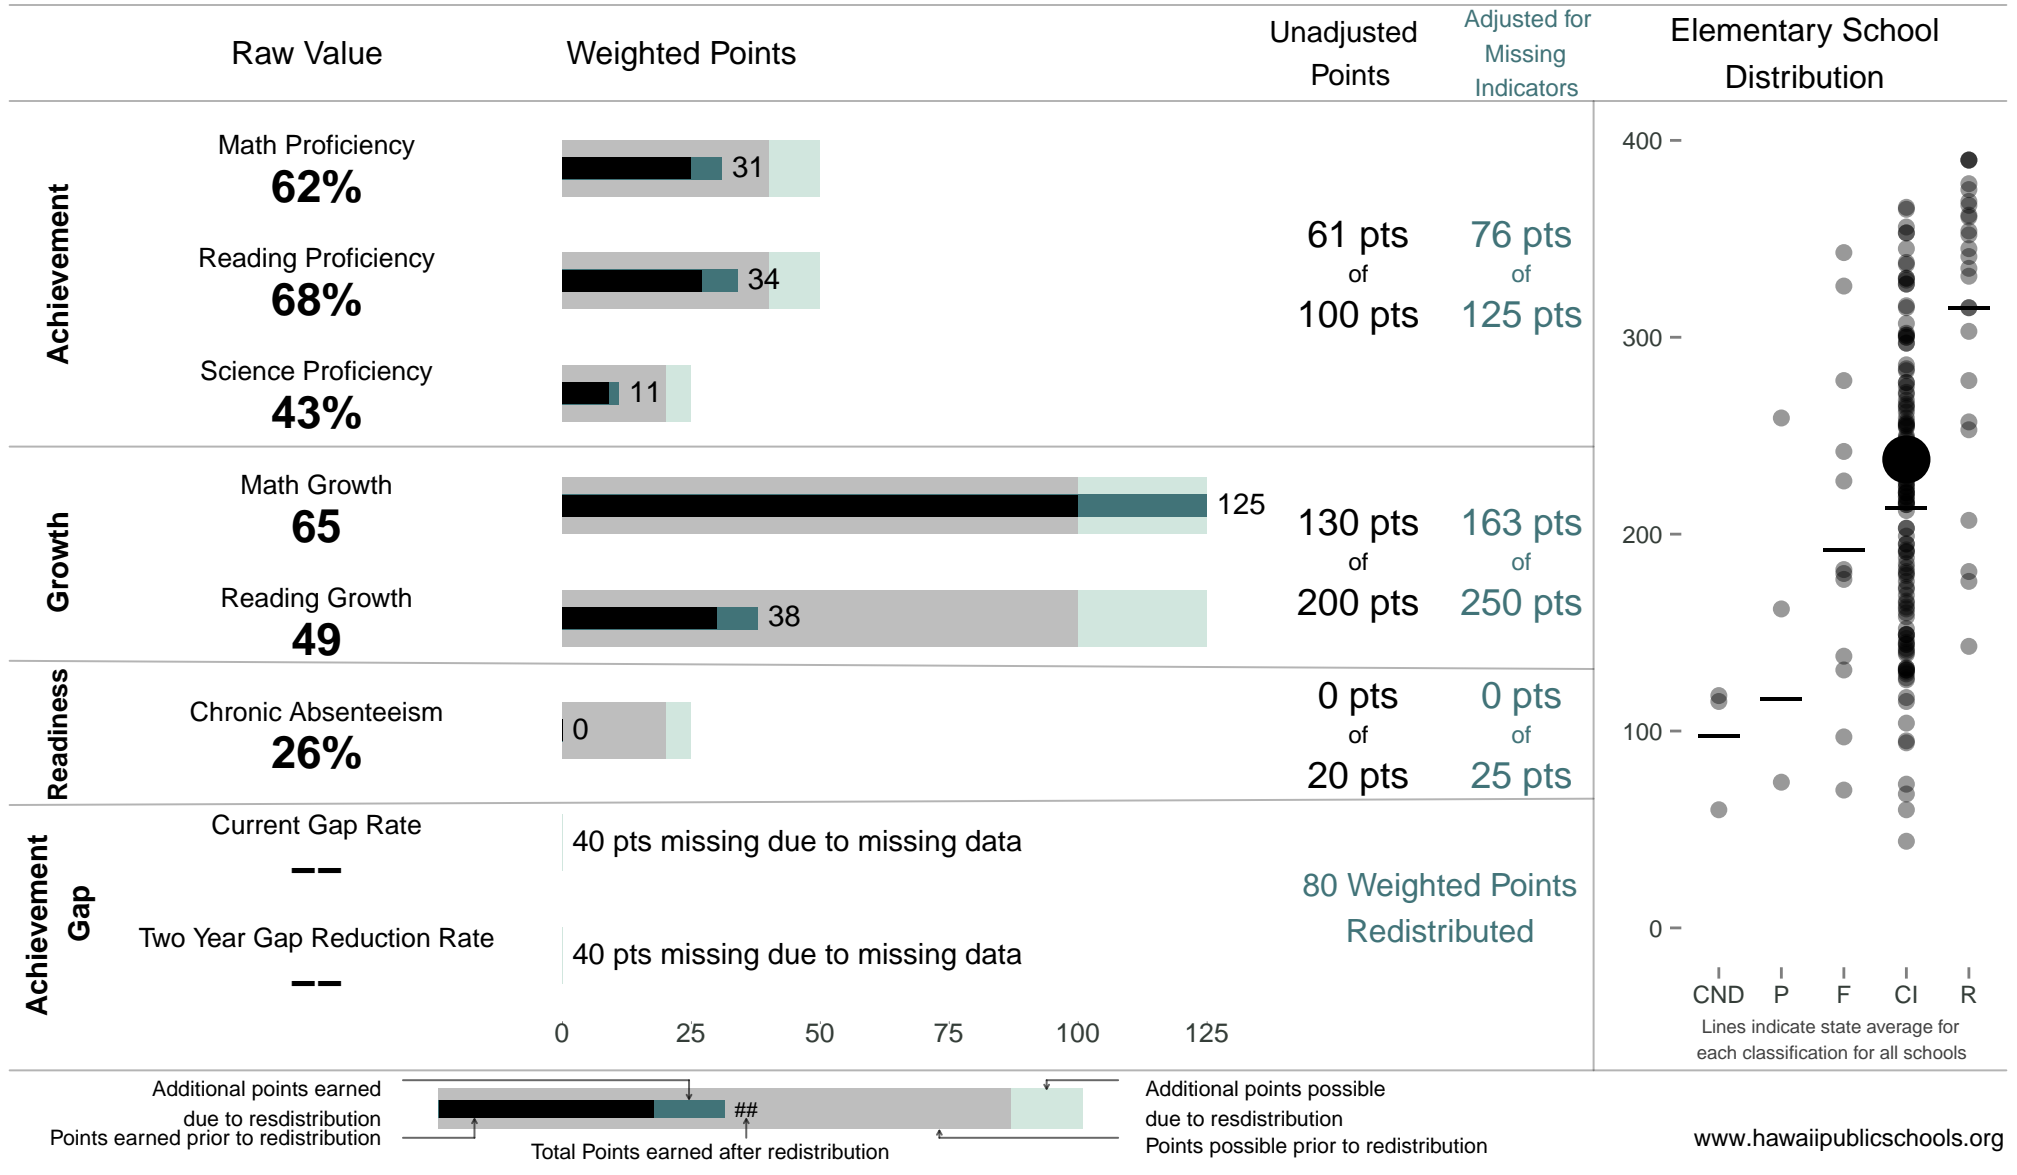 Raw Value
Weighted Points
Unadjusted
Points
Adjusted for
Missing
Indicators
Elementary School
Distribution
Achievement
Math Proficiency
62%
31
Reading Proficiency
68%
34
Science Proficiency
43%
11
61 pts
of
100 pts
76 pts
of
125 pts
Growth
Math Growth
65
125
Reading Growth
49
38
130 pts
of
200 pts
163 pts
of
250 pts
Readiness
Chronic Absenteeism
26%
0
0 pts
of
20 pts
0 pts
of
25 pts
Achievement
Gap
Current Gap Rate
––
40 pts missing due to missing data
Two Year Gap Reduction Rate
––
40 pts missing due to missing data
80 Weighted Points
Redistributed
0 25 50 75 100 125
400
300
200
100
0
CND P F CI R
Lines indicate state average for
each classification for all schools
Additional points earned
due to resdistribution
Points earned prior to redistribution
##
Total Points earned after redistribution
Additional points possible
due to resdistribution
Points possible prior to redistribution
www.hawaiipublicschools.org